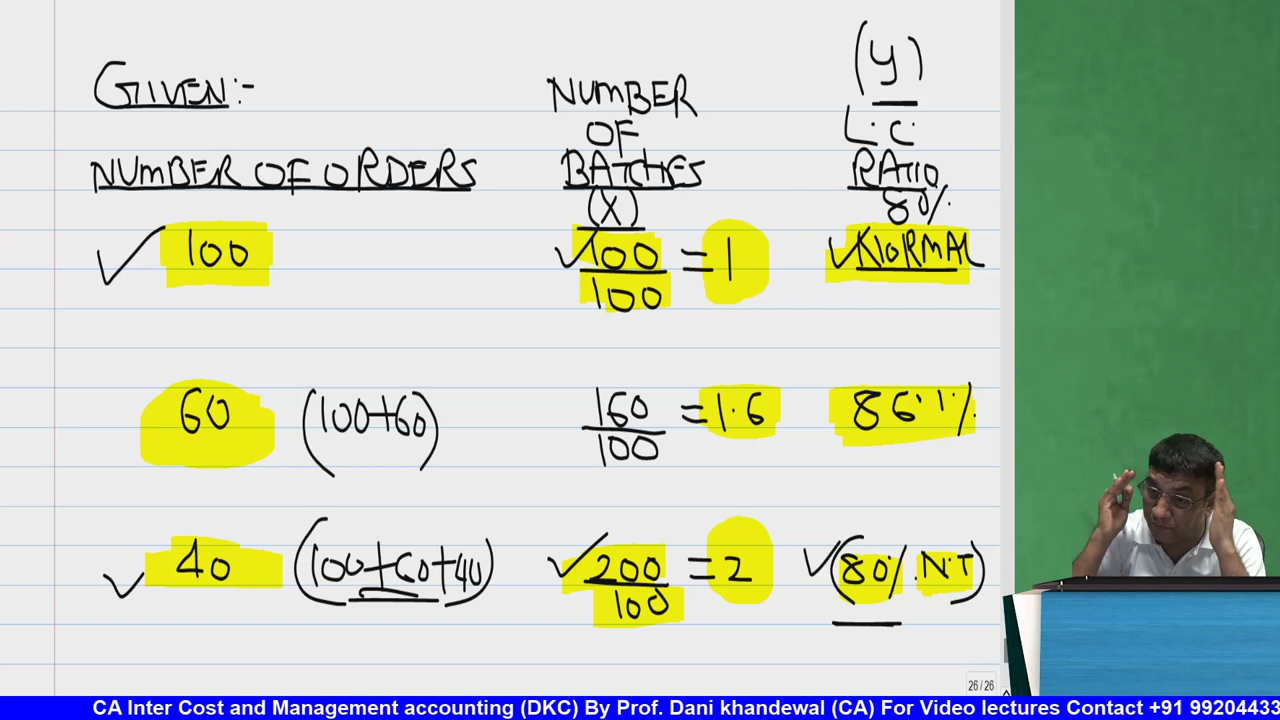 GIVEN:-
NUMBER OF ORDERS
NUMBER
OF
BATCHES
(X)
(Y)
L.C.
RATIO
80%
100
100/100 = 1
NORMAL
60 (100+60)
160/100 = 1.6
86.1%
40 (100+60+40)
200/100 = 2
(80% N.T)
26/26
CA Inter Cost and Management accounting (DKC) By Prof. Dani khandewal (CA) For Video lectures Contact +91 99204433